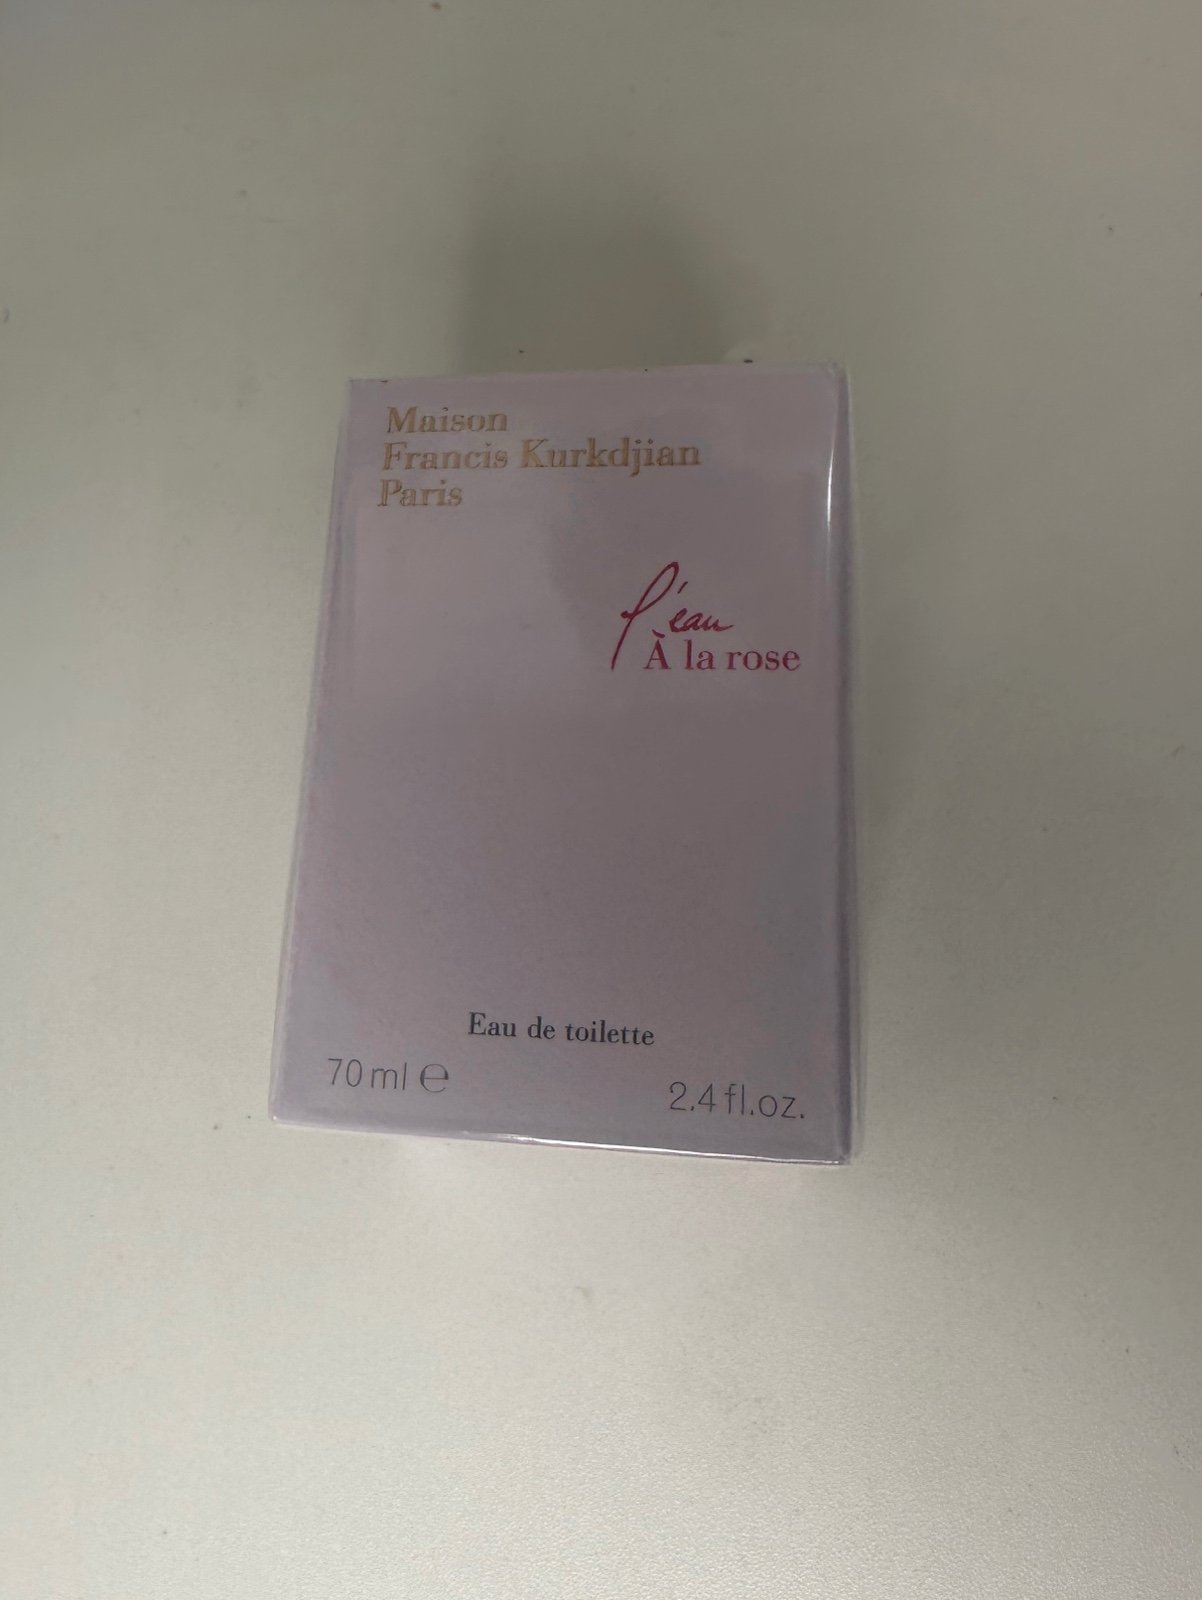 Maison
Francis Kurkdjian
Paris
l'eau
À la rose
Eau de toilette
70 ml ℮
2.4 fl.oz.